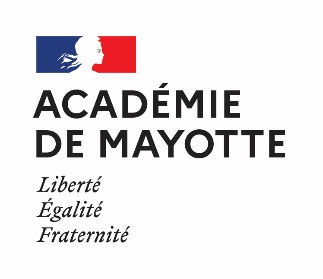 ACADÉMIE
DE MAYOTTE
Liberté
Égalité
Fraternité